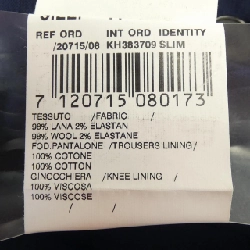 REF ORD INT ORD IDENTITY
/20715/08 KH383709 SLIM
7 120715 080173
TESSUTO /FABRIC /
98% LANA 2% ELASTAN
98% WOOL 2% ELASTANE
FOD.PANTALONE /TROUSERS LINING/
100% COTONE
100% COTTON
GINOCCHIERA /KNEE LINING /
100% VISCOSA
100% VISCOSE /